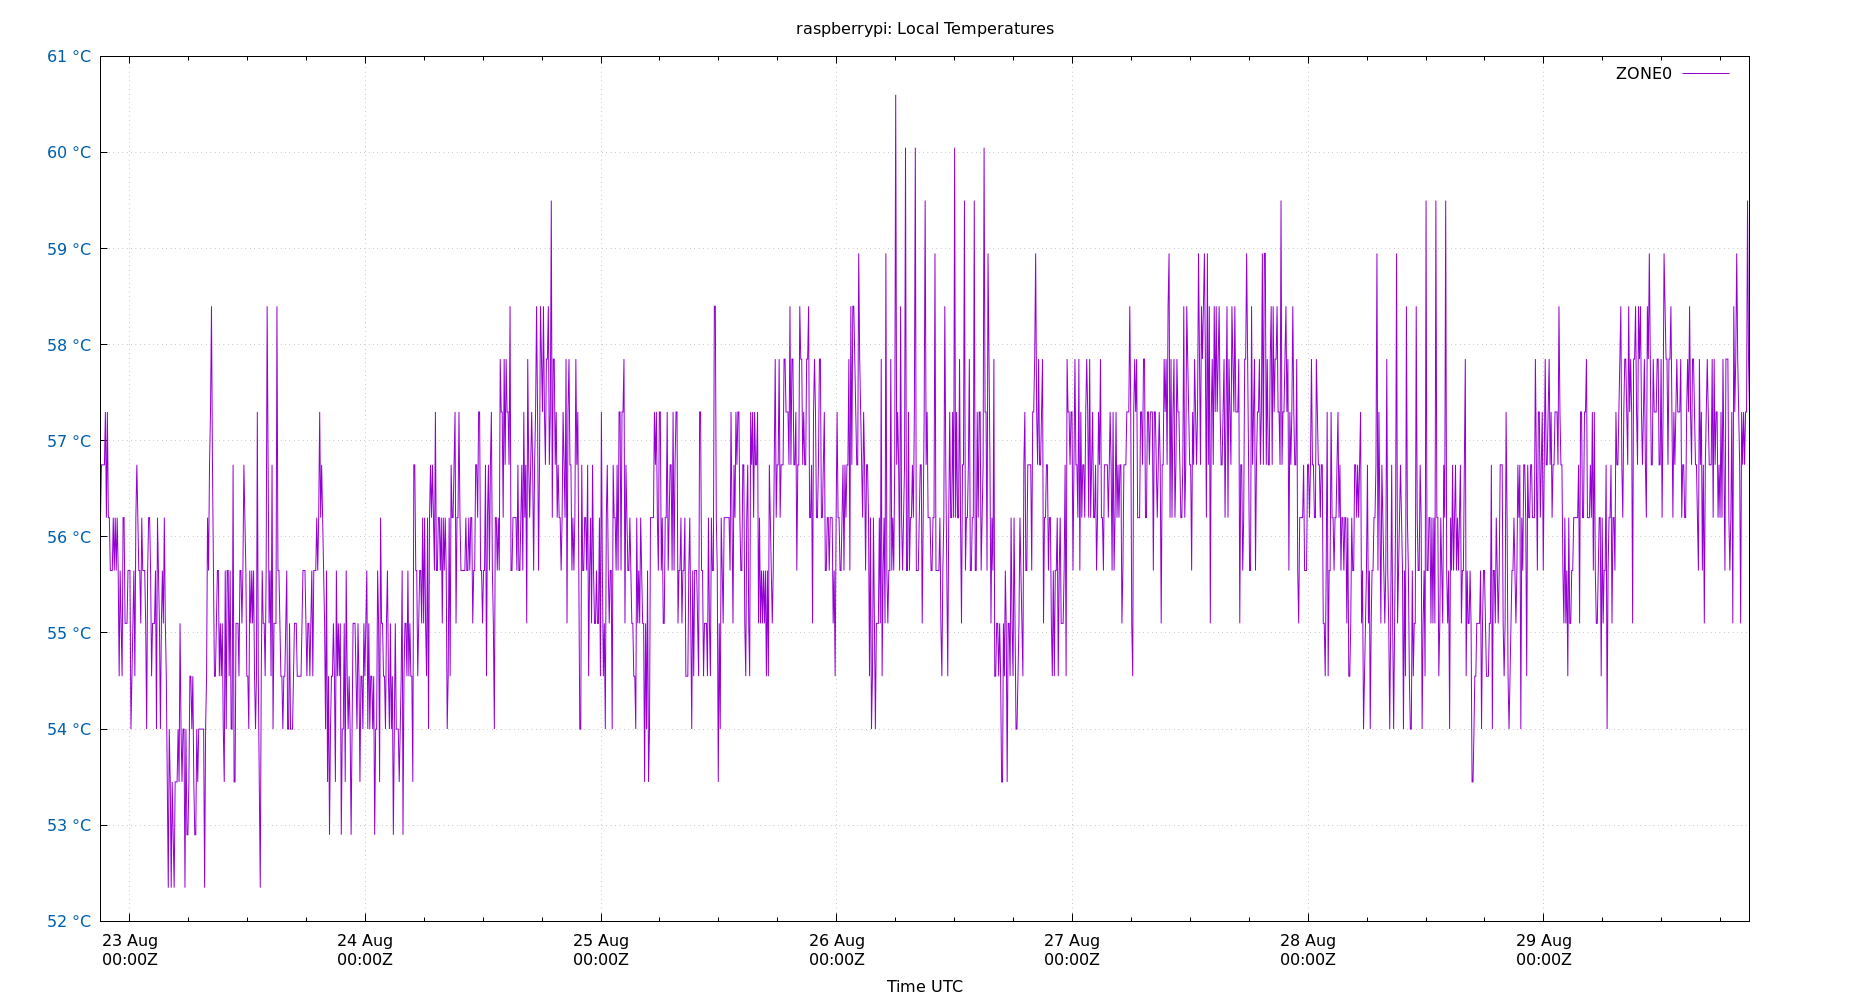 raspberrypi: Local Temperatures
ZONE0
61 °C
60 °C
59 °C
58 °C
57 °C
56 °C
55 °C
54 °C
53 °C
52 °C
23 Aug 24 Aug 25 Aug 26 Aug 27 Aug 28 Aug 29 Aug
00:00Z 00:00Z 00:00Z 00:00Z 00:00Z 00:00Z 00:00Z
Time UTC